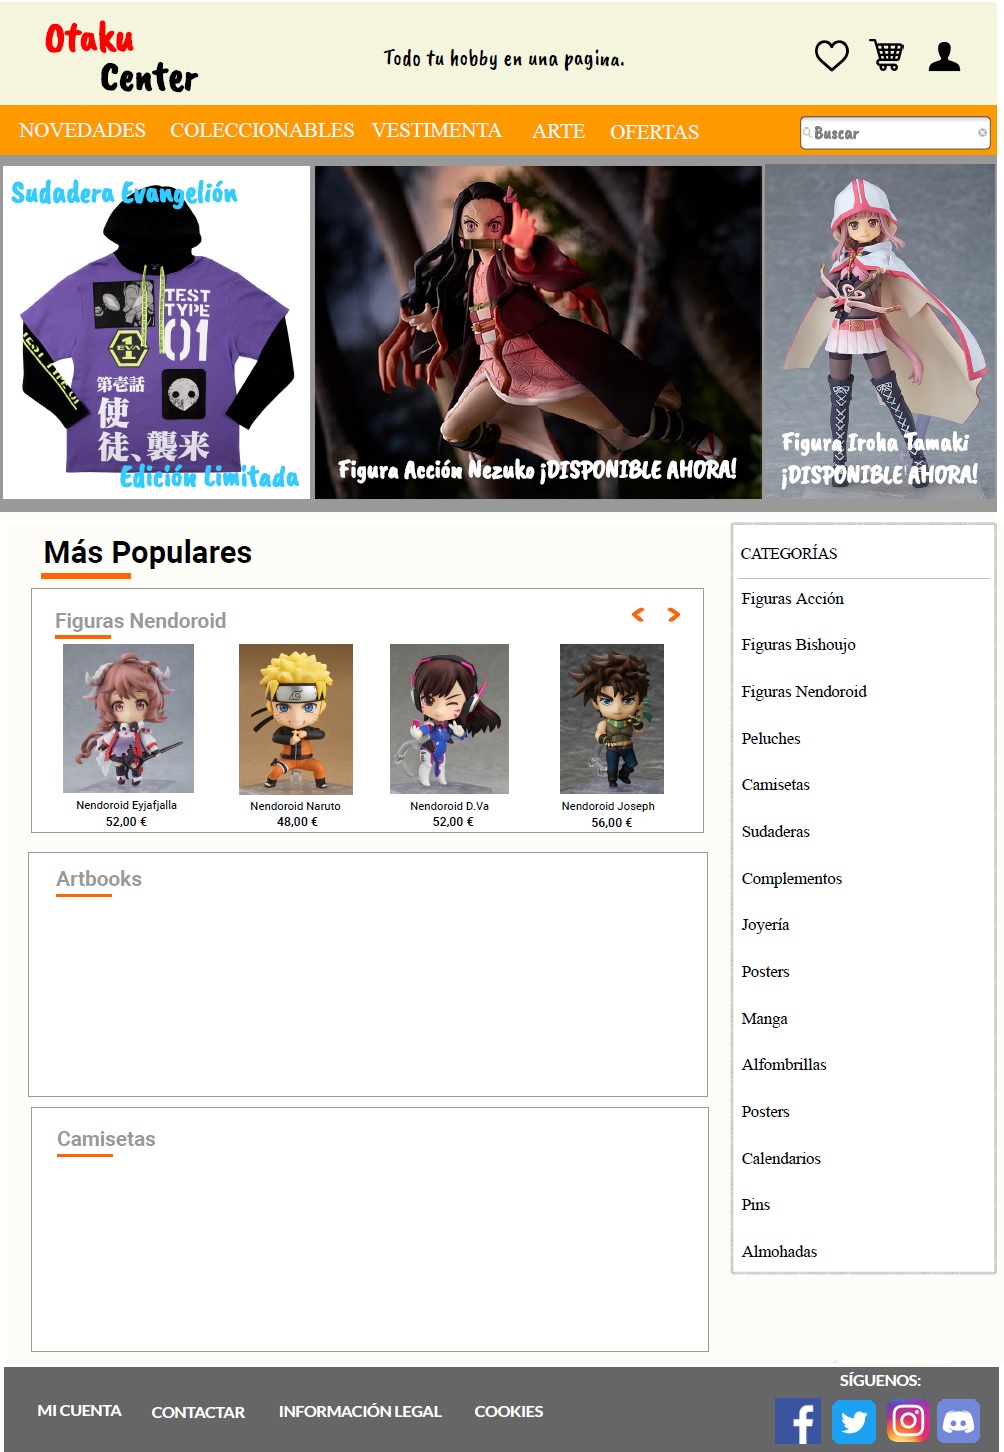 Otaku
Center
Todo tu hobby en una pagina.
NOVEDADES COLECCIONABLES VESTIMENTA ARTE OFERTAS
Buscar
Sudadera Evangelión
TEST
TYPE
01
EVA
1
TEST TYPE 01
第壱話
使
徒、襲来
Edición Limitada
Figura Acción Nezuko ¡DISPONIBLE AHORA!
Figura Iroha Tamaki
¡DISPONIBLE AHORA!
Más Populares
Figuras Nendoroid
Nendoroid Eyjafjalla
52,00 €
Nendoroid Naruto
48,00 €
Nendoroid D.Va
52,00 €
Nendoroid Joseph
56,00 €
Artbooks
Camisetas
CATEGORÍAS
Figuras Acción
Figuras Bishoujo
Figuras Nendoroid
Peluches
Camisetas
Sudaderas
Complementos
Joyería
Posters
Manga
Alfombrillas
Posters
Calendarios
Pins
Almohadas
MI CUENTA CONTACTAR INFORMACIÓN LEGAL COOKIES
SÍGUENOS: